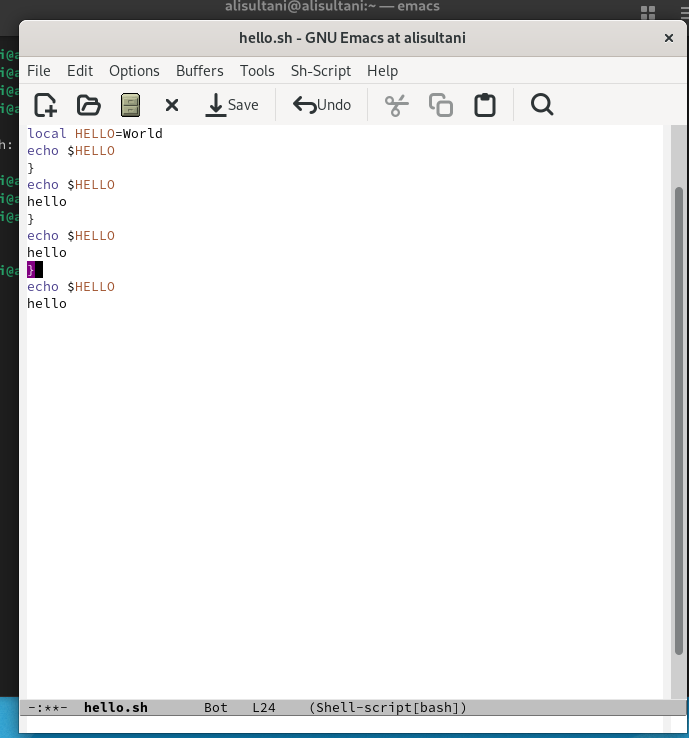 alisultani@alisultani:~ — emacs
hello.sh - GNU Emacs at alisultani
File Edit Options Buffers Tools Sh-Script Help
Save Undo
local HELLO=World
echo $HELLO
}
echo $HELLO
hello
}
echo $HELLO
hello
}
echo $HELLO
hello
-:**- hello.sh Bot L24 (Shell-script[bash])